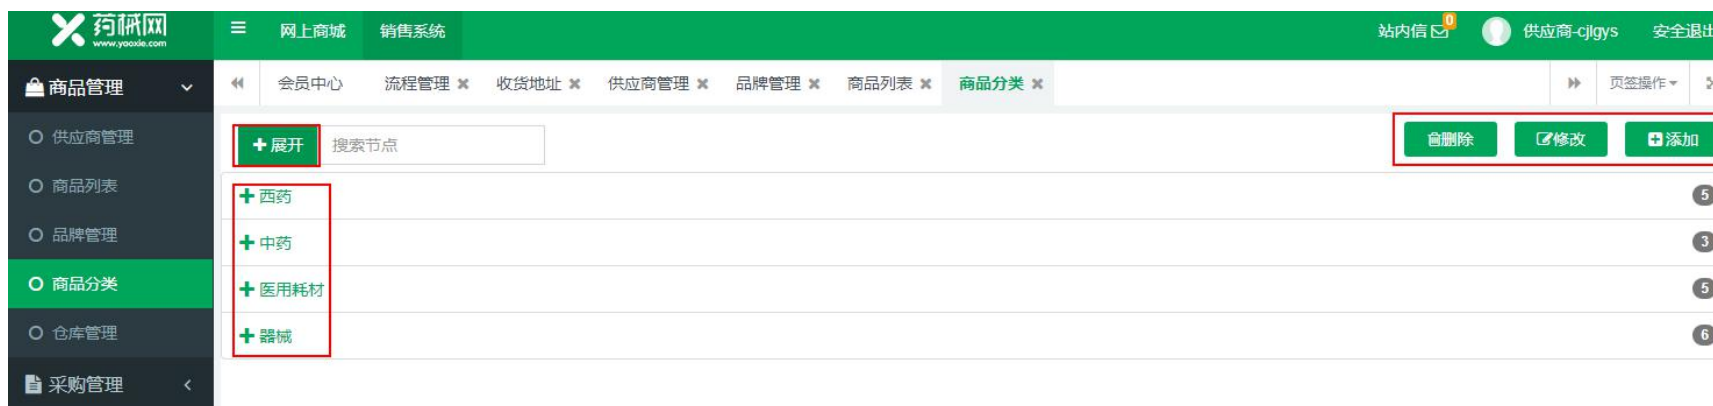 药械网 网上商城 销售系统 站内信 0 供应商-cjlgys 安全退出
www.yaoxie.com
商品管理 会员中心 流程管理 收货地址 供应商管理 品牌管理 商品列表 商品分类 页签操作
供应商管理 展开 搜索节点 删除 修改 添加
商品列表 西药 5
品牌管理 中药 3
商品分类 医用耗材 5
仓库管理 器械 6
采购管理